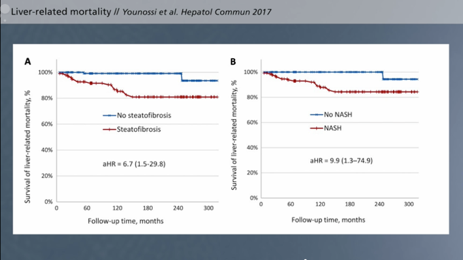 Liver-related mortality // Younossi et al. Hepatol Commun 2017
A
Survival of liver-related mortality, %
100%
80%
60%
40%
20%
0%
No steatofibrosis
Steatofibrosis
aHR = 6.7 (1.5-29.8)
0 60 120 180 240 300
Follow-up time, months
B
Survival of liver-related mortality, %
100%
80%
60%
40%
20%
0%
No NASH
NASH
aHR = 9.9 (1.3–74.9)
0 60 120 180 240 300
Follow-up time, months